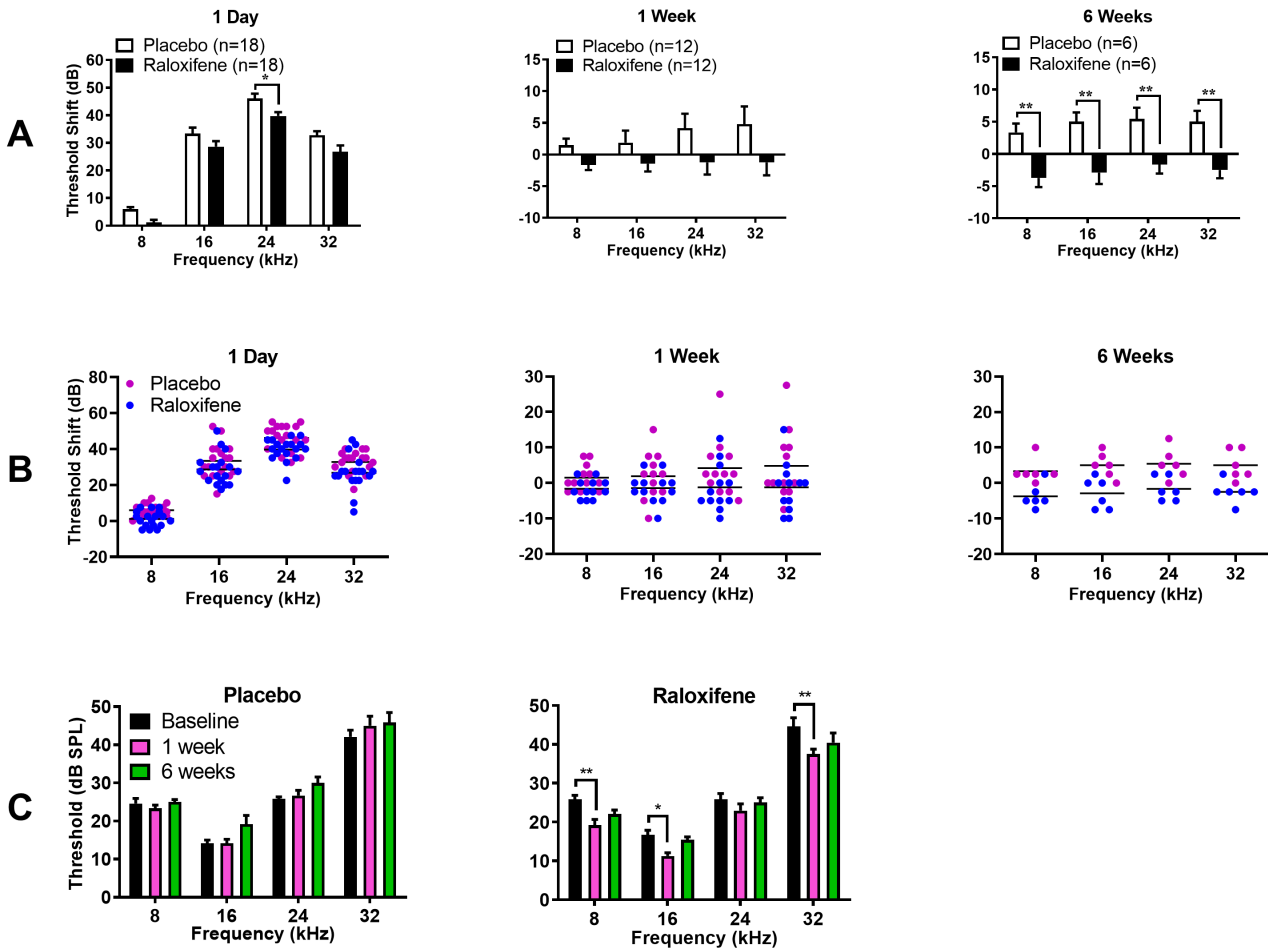 1 Day
1 Week
6 Weeks
Placebo (n=18)
Raloxifene (n=18)
Placebo (n=12)
Raloxifene (n=12)
Placebo (n=6)
Raloxifene (n=6)
A
Threshold Shift (dB)
60
50
40
30
20
10
0
*
8 16 24 32
Frequency (kHz)
15
10
5
0
-5
-10
8 16 24 32
Frequency (kHz)
15
10
5
0
-5
-10
** ** ** **
8 16 24 32
Frequency (kHz)
B
1 Day
Threshold Shift (dB)
80
60
40
20
0
-20
Placebo
Raloxifene
8 16 24 32
Frequency (kHz)
1 Week
30
20
10
0
-10
-20
8 16 24 32
Frequency (kHz)
6 Weeks
30
20
10
0
-10
-20
8 16 24 32
Frequency (kHz)
C
Placebo
Threshold (dB SPL)
50
40
30
20
10
0
Baseline
1 week
6 weeks
8 16 24 32
Frequency (kHz)
Raloxifene
50
40
30
20
10
0
** * **
8 16 24 32
Frequency (kHz)